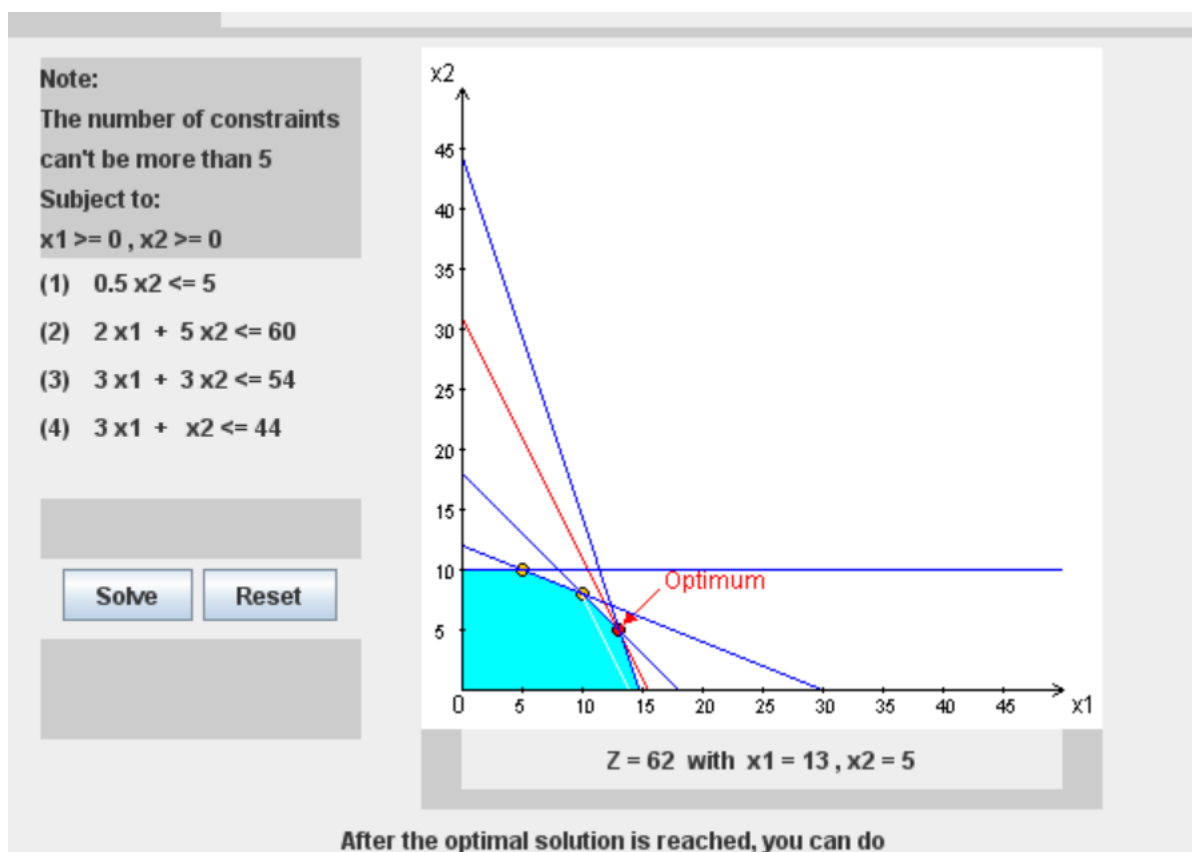 Note:
The number of constraints
can't be more than 5
Subject to:
x1 >= 0 , x2 >= 0
(1) 0.5 x2 <= 5
(2) 2 x1 + 5 x2 <= 60
(3) 3 x1 + 3 x2 <= 54
(4) 3 x1 + x2 <= 44
Solve
Reset
x2
45
40
35
30
25
20
15
10
5
Optimum
0 5 10 15 20 25 30 35 40 45 x1
Z = 62 with x1 = 13 , x2 = 5
After the optimal solution is reached, you can do